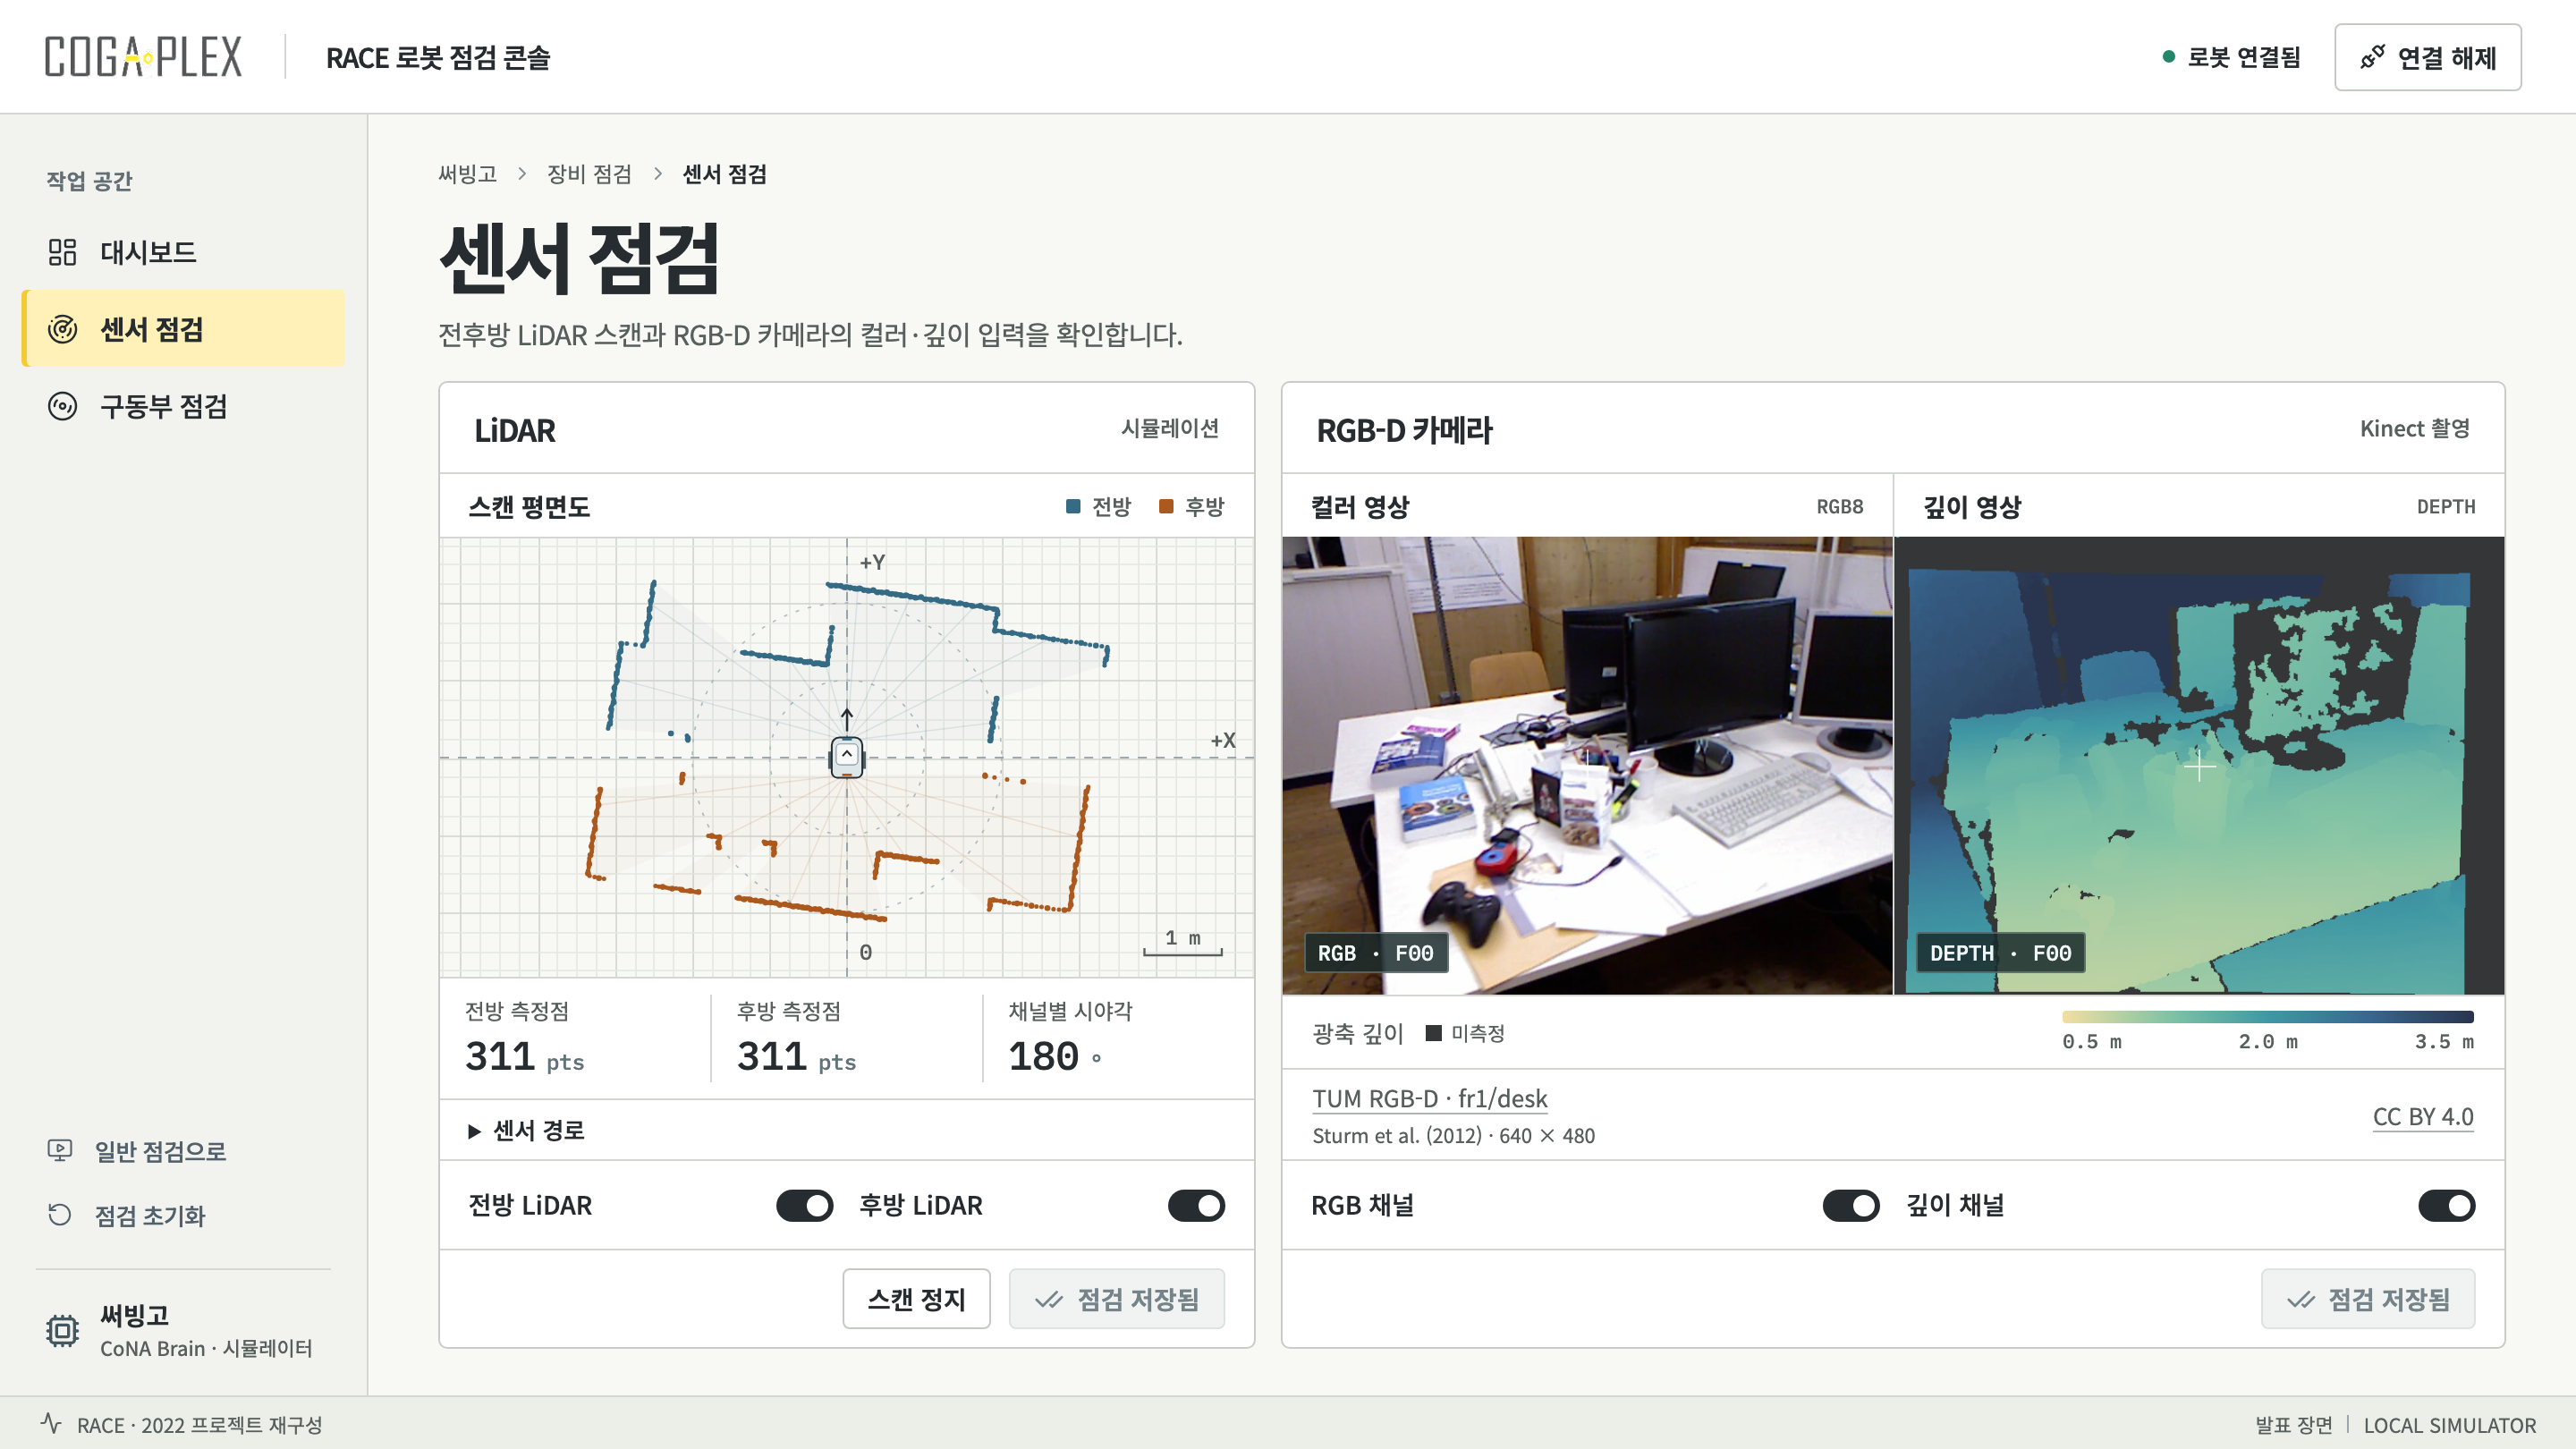 COGAPLEX
RACE 로봇 점검 콘솔
로봇 연결됨
연결 해제
작업 공간
대시보드
센서 점검
구동부 점검
일반 점검으로
점검 초기화
써빙고
CoNA Brain · 시뮬레이터
써빙고 > 장비 점검 > 센서 점검
센서 점검
전후방 LiDAR 스캔과 RGB-D 카메라의 컬러·깊이 입력을 확인합니다.
LiDAR
시뮬레이션
스캔 평면도
전방
후방
+Y
+X
0
1 m
전방 측정점
311 pts
후방 측정점
311 pts
채널별 시야각
180 °
센서 경로
전방 LiDAR
후방 LiDAR
스캔 정지
점검 저장됨
RGB-D 카메라
Kinect 촬영
컬러 영상
RGB8
깊이 영상
DEPTH
RGB · F00
DEPTH · F00
광축 깊이
미측정
0.5 m
2.0 m
3.5 m
TUM RGB-D · fr1/desk
Sturm et al. (2012) · 640 × 480
CC BY 4.0
RGB 채널
깊이 채널
점검 저장됨
RACE · 2022 프로젝트 재구성
발표 장면
LOCAL SIMULATOR